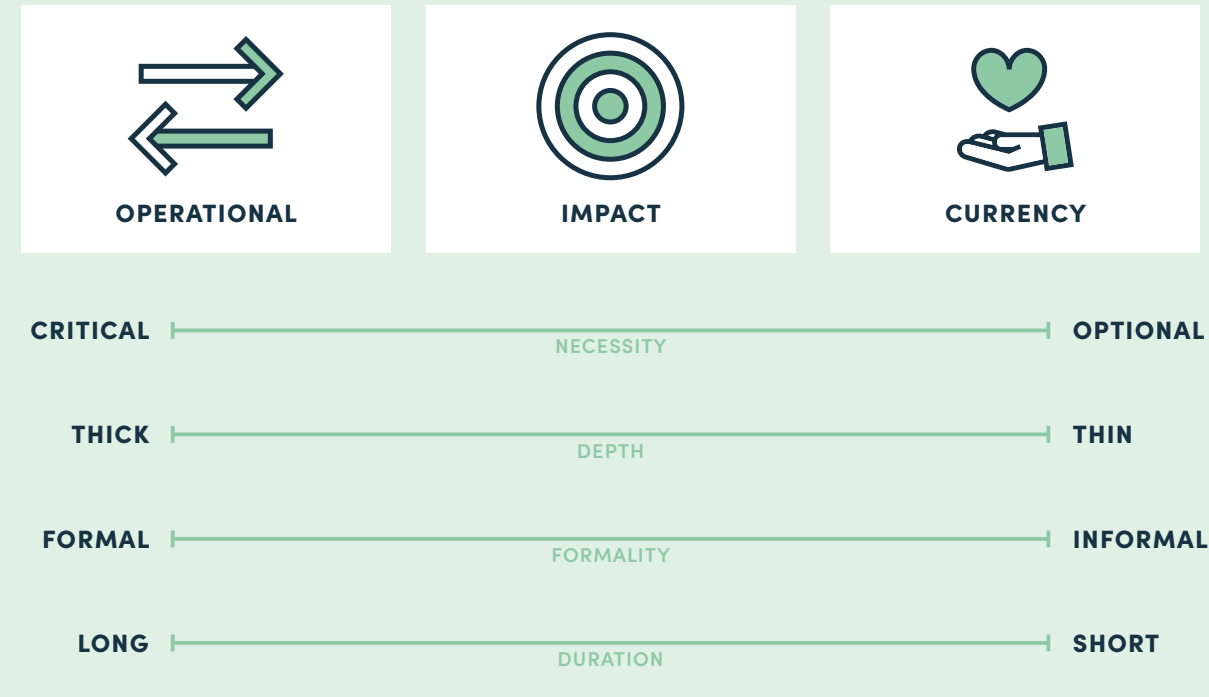 OPERATIONAL
IMPACT
CURRENCY
CRITICAL
OPTIONAL
NECESSITY
THICK
THIN
DEPTH
FORMAL
INFORMAL
FORMALITY
LONG
SHORT
DURATION